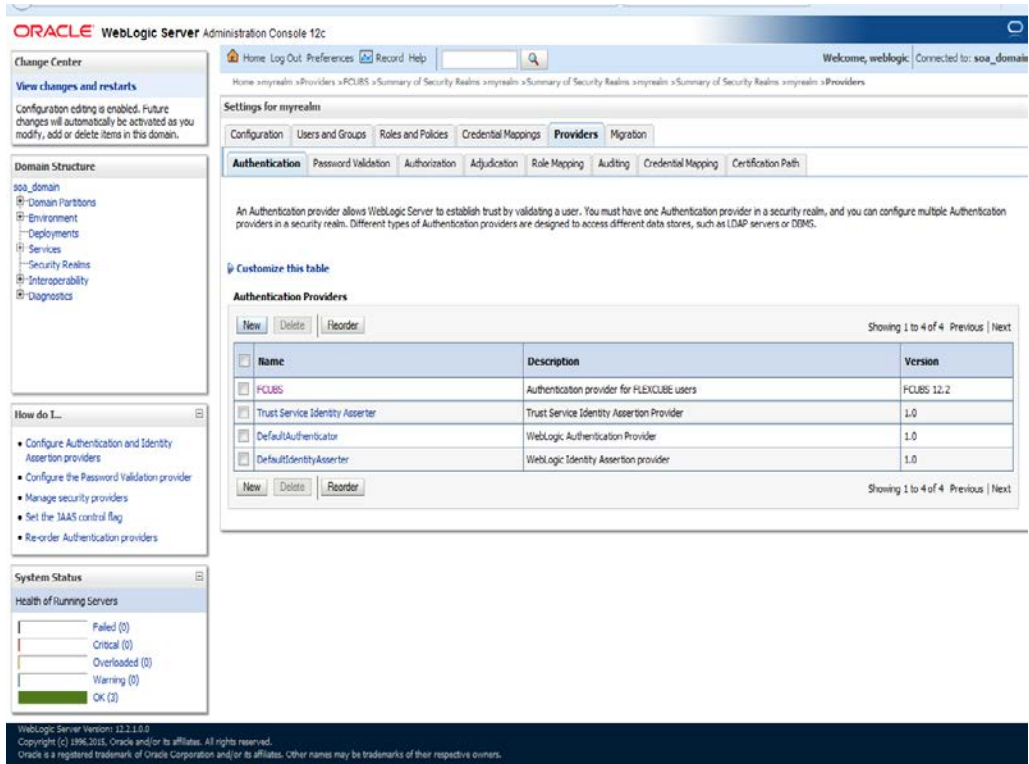 ORACLE WebLogic Server Administration Console 12c
Change Center
View changes and restarts
Configuration editing is enabled. Future
changes will automatically be activated as you
modify, add or delete items in this domain.
Domain Structure
soa_domain
Domain Partitions
Environment
Deployments
Services
Security Realms
Interoperability
Diagnostics
How do I...
Configure Authentication and Identity
Assertion providers
Configure the Password Validation provider
Manage security providers
Set the JAAS control flag
Re-order Authentication providers
System Status
Health of Running Servers
Failed (0)
Critical (0)
Overloaded (0)
Warning (0)
OK (3)
Home Log Out Preferences Record Help
Welcome, weblogic Connected to: soa_domain
Home >myrealm >Providers >FCUBS >Summary of Security Realms >myrealm >Summary of Security Realms >myrealm >Summary of Security Realms >myrealm >Providers
Settings for myrealm
Configuration Users and Groups Roles and Policies Credential Mappings Providers Migration
Authentication Password Validation Authorization Adjudication Role Mapping Auditing Credential Mapping Certification Path
An Authentication provider allows WebLogic Server to establish trust by validating a user. You must have one Authentication provider in a security realm, and you can configure multiple Authentication
providers in a security realm. Different types of Authentication providers are designed to access different data stores, such as LDAP servers or DBMS.
Customize this table
Authentication Providers
New Delete Reorder Showing 1 to 4 of 4 Previous | Next
Name Description Version
FCUBS Authentication provider for FLEXCUBE users FCUBS 12.2
Trust Service Identity Asserter Trust Service Identity Assertion Provider 1.0
DefaultAuthenticator WebLogic Authentication Provider 1.0
DefaultIdentityAsserter WebLogic Identity Assertion provider 1.0
New Delete Reorder Showing 1 to 4 of 4 Previous | Next
WebLogic Server Version: 12.2.1.0.0
Copyright (c) 1996,2015, Oracle and/or its affiliates. All rights reserved.
Oracle is a registered trademark of Oracle Corporation and/or its affiliates. Other names may be trademarks of their respective owners.